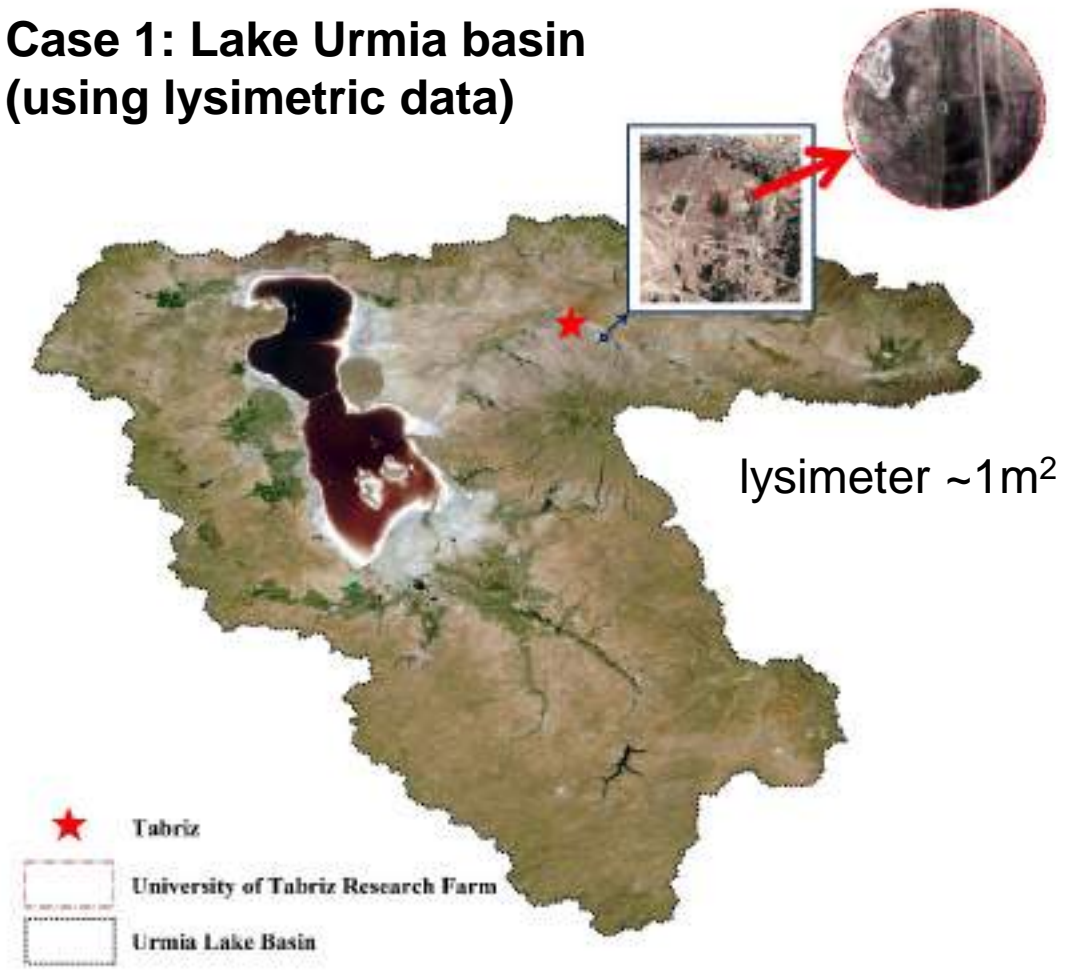 Case 1: Lake Urmia basin
(using lysimetric data)
lysimeter ~1m²
Tabriz
University of Tabriz Research Farm
Urmia Lake Basin